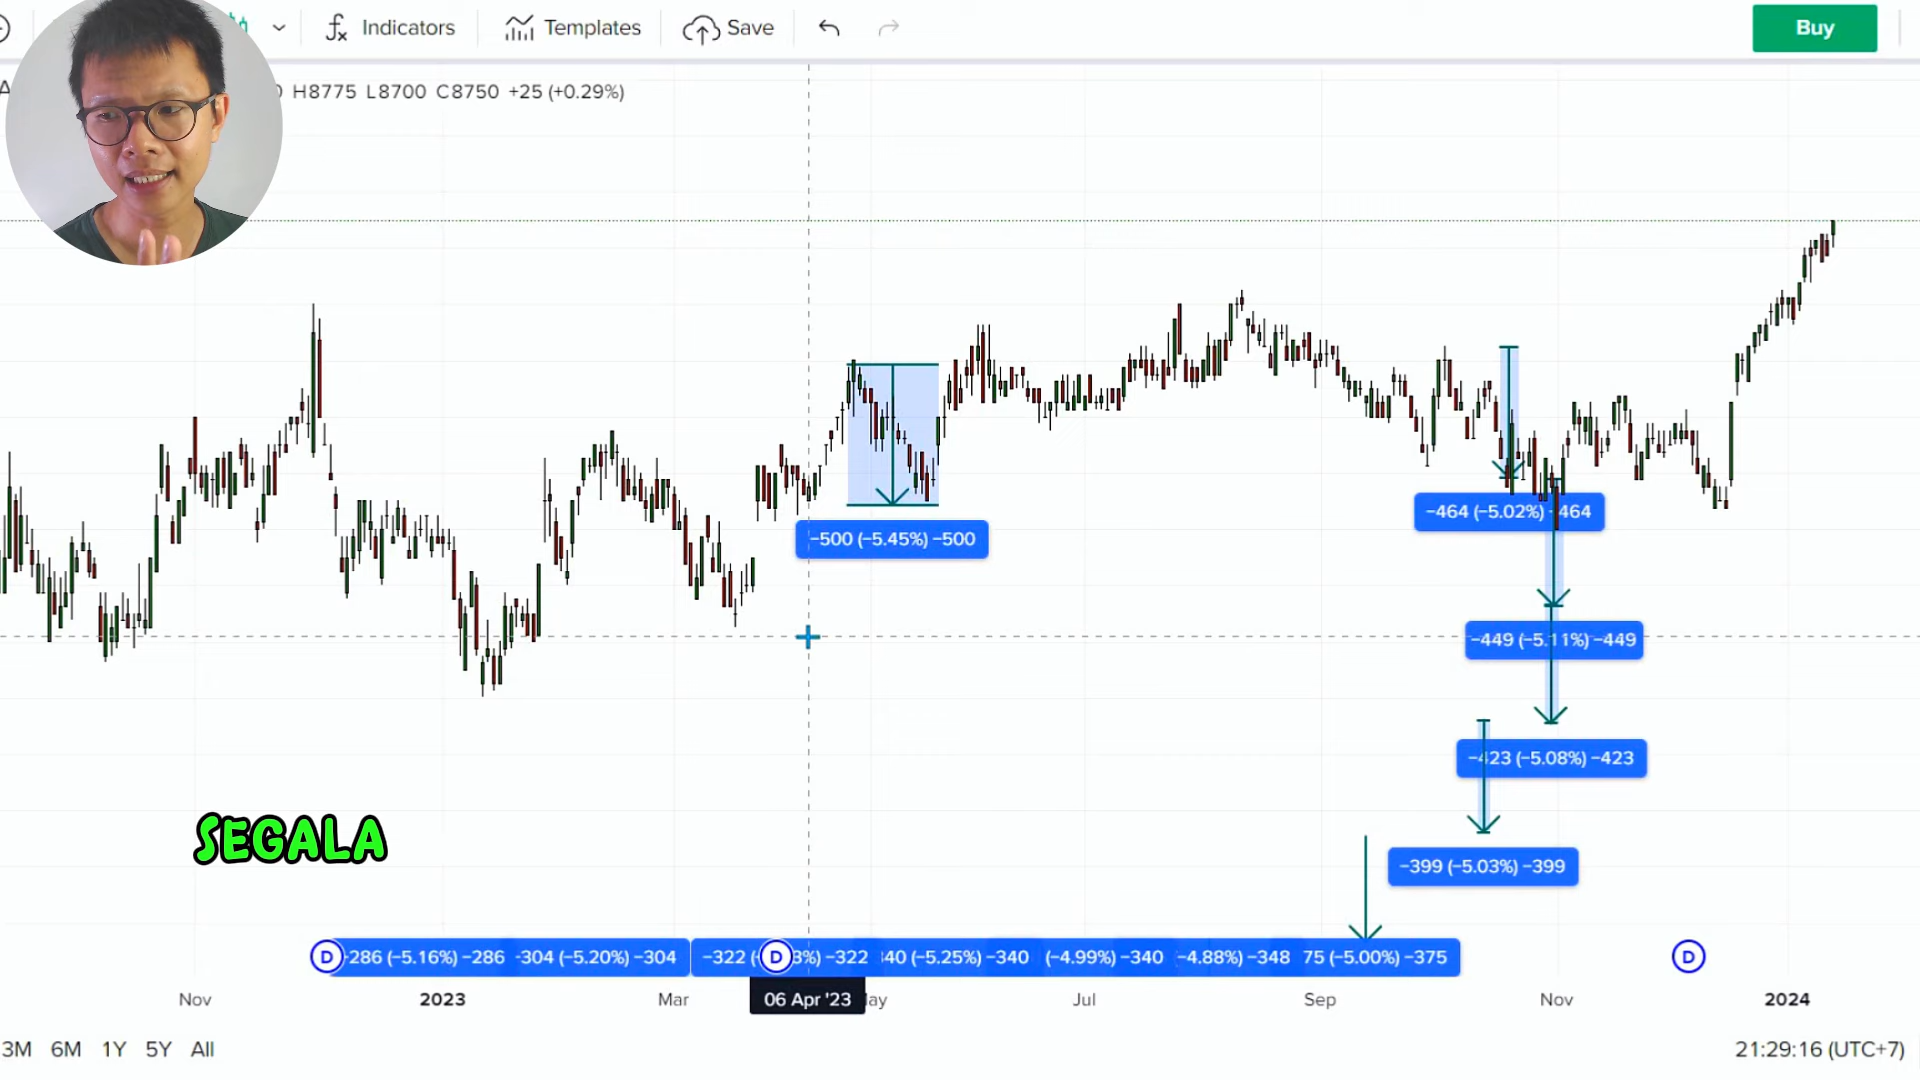 Indicators
Templates
Save
Buy
H8775 L8700 C8750 +25 (+0.29%)
−500 (−5.45%) −500
−464 (−5.02%) −464
−449 (−5.11%) −449
−423 (−5.08%) −423
SEGALA
−399 (−5.03%) −399
D
286 (−5.16%) −286
-304 (−5.20%) −304
−322
D
−322
(−5.25%) −340
(−4.99%) −340
−4.88%) −348
75 (−5.00%) −375
D
Nov
2023
Mar
06 Apr '23
Jul
Sep
Nov
2024
3M 6M 1Y 5Y All
21:29:16 (UTC+7)